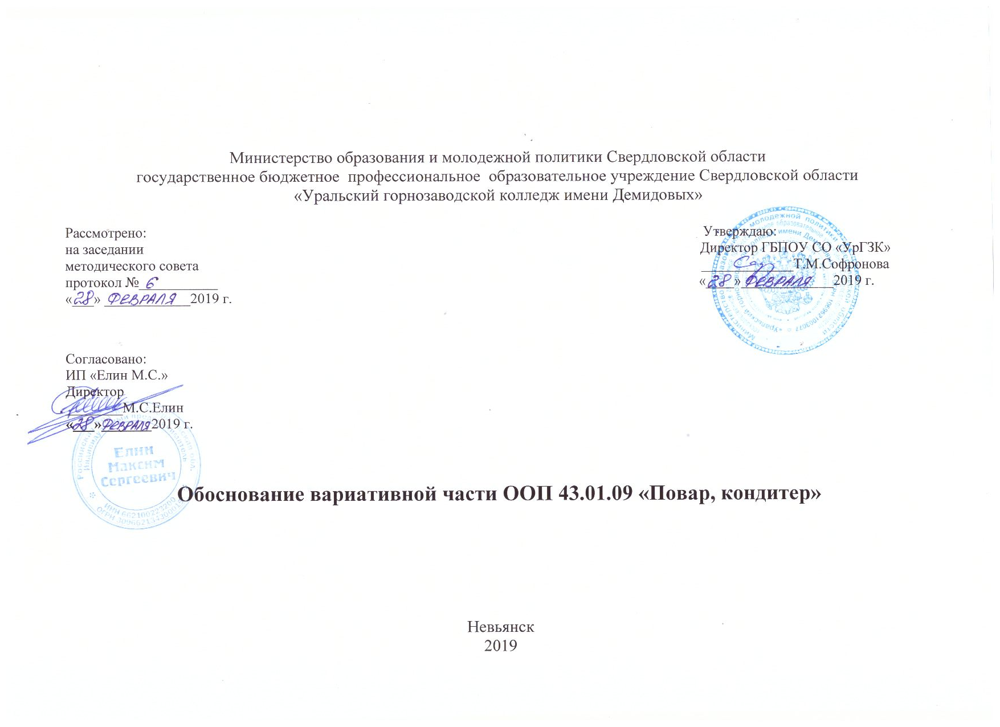 Министерство образования и молодежной политики Свердловской области
государственное бюджетное профессиональное образовательное учреждение Свердловской области
«Уральский горнозаводской колледж имени Демидовых»
Рассмотрено:
на заседании
методического совета
протокол № 6
«28» февраля 2019 г.
Утверждаю:
Директор ГБПОУ СО «УрГЗК»
Т.М.Софронова
«28» февраля 2019 г.
Согласовано:
ИП «Елин М.С.»
Директор
М.С.Елин
«28» февраля 2019 г.
Елин
Максим
Сергеевич
Обоснование вариативной части ООП 43.01.09 «Повар, кондитер»
Невьянск
2019